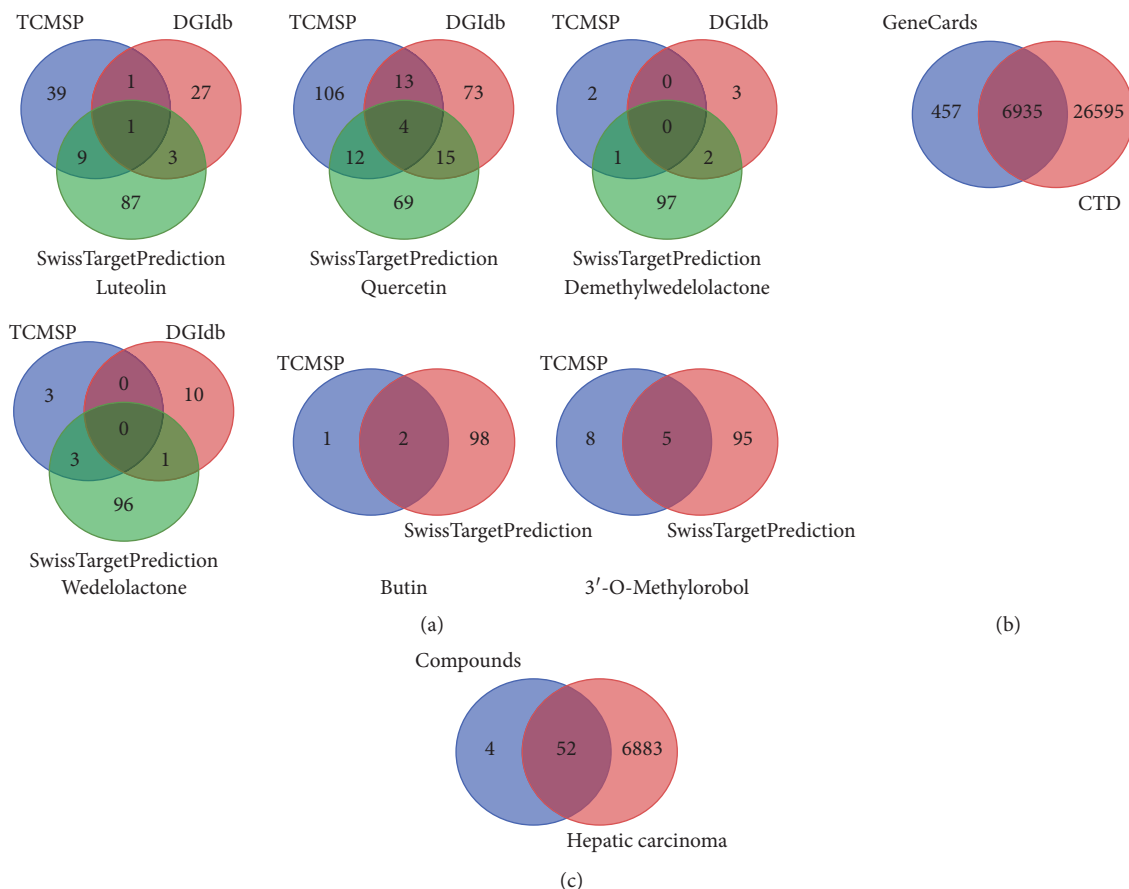 TCMSP
DGIdb
39
1
27
1
9
3
87
SwissTargetPrediction
Luteolin
TCMSP
DGIdb
106
13
73
4
12
15
69
SwissTargetPrediction
Quercetin
TCMSP
DGIdb
2
0
3
0
1
2
97
SwissTargetPrediction
Demethylwedelolactone
TCMSP
DGIdb
3
0
10
0
3
1
96
SwissTargetPrediction
Wedelolactone
TCMSP
1
2
98
SwissTargetPrediction
Butin
TCMSP
8
5
95
SwissTargetPrediction
3′-O-Methylorobol
(a)
GeneCards
457
6935
26595
CTD
(b)
Compounds
4
52
6883
Hepatic carcinoma
(c)